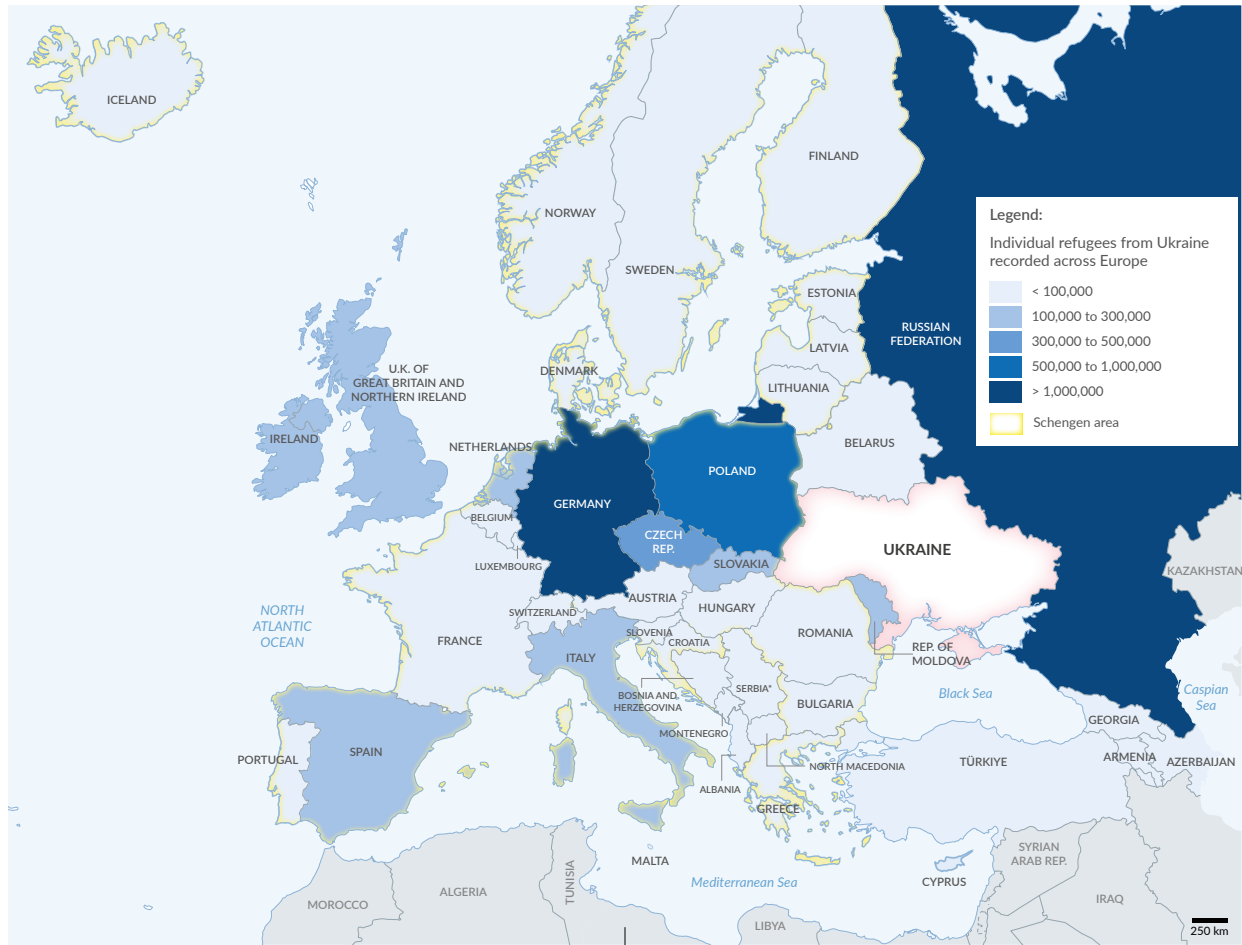 ICELAND
FINLAND
NORWAY
SWEDEN
Legend:
Individual refugees from Ukraine
recorded across Europe
< 100,000
100,000 to 300,000
300,000 to 500,000
500,000 to 1,000,000
> 1,000,000
Schengen area
ESTONIA
RUSSIAN
FEDERATION
LATVIA
DENMARK
U.K. OF
GREAT BRITAIN AND
NORTHERN IRELAND
LITHUANIA
IRELAND
NETHERLANDS
BELARUS
POLAND
GERMANY
BELGIUM
CZECH
REP.
UKRAINE
LUXEMBOURG
SLOVAKIA
KAZAKHSTAN
AUSTRIA
NORTH
ATLANTIC
OCEAN
SWITZERLAND
HUNGARY
FRANCE
SLOVENIA
CROATIA
ROMANIA
ITALY
REP. OF
MOLDOVA
SERBIA*
BOSNIA AND
HERZEGOVINA
Black Sea
Caspian
Sea
BULGARIA
MONTENEGRO
GEORGIA
SPAIN
PORTUGAL
NORTH MACEDONIA
TÜRKIYE
ARMENIA
AZERBAIJAN
ALBANIA
GREECE
MALTA
SYRIAN
ARAB REP.
Mediterranean Sea
CYPRUS
TUNISIA
ALGERIA
MOROCCO
IRAQ
LIBYA
250 km